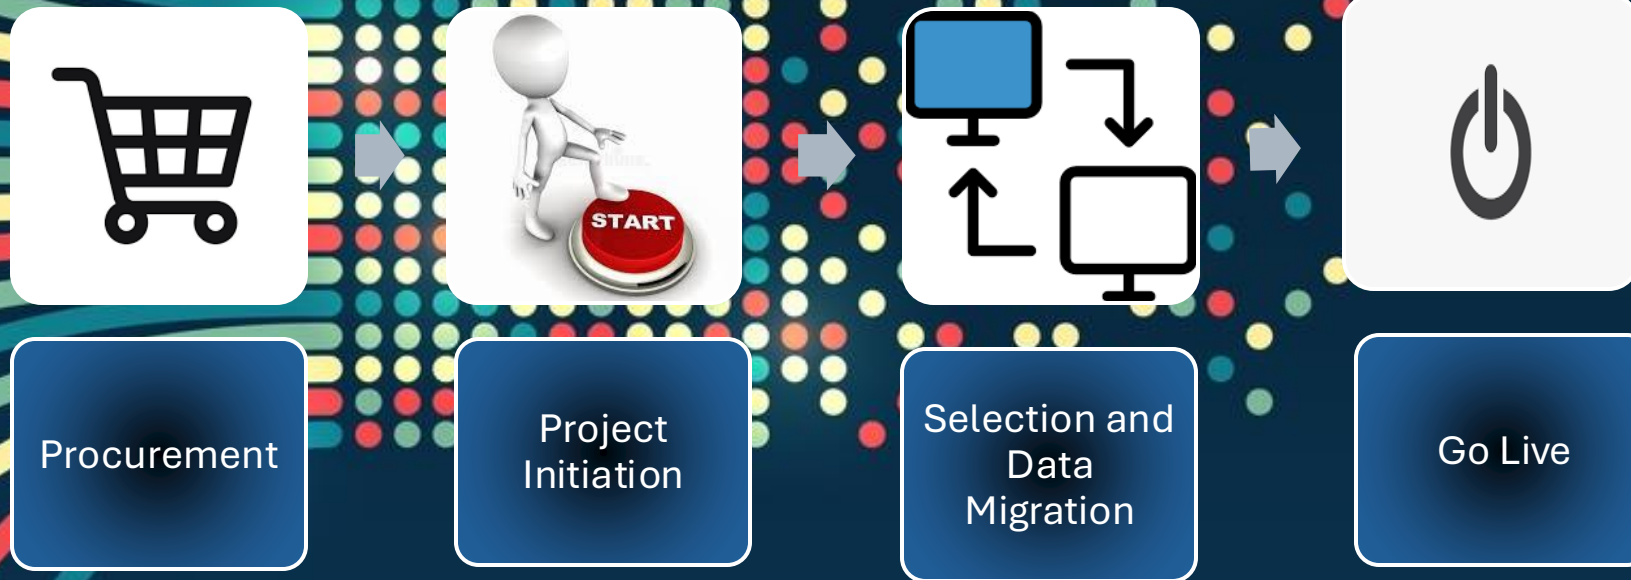 START
Procurement
Project
Initiation
Selection and
Data
Migration
Go Live